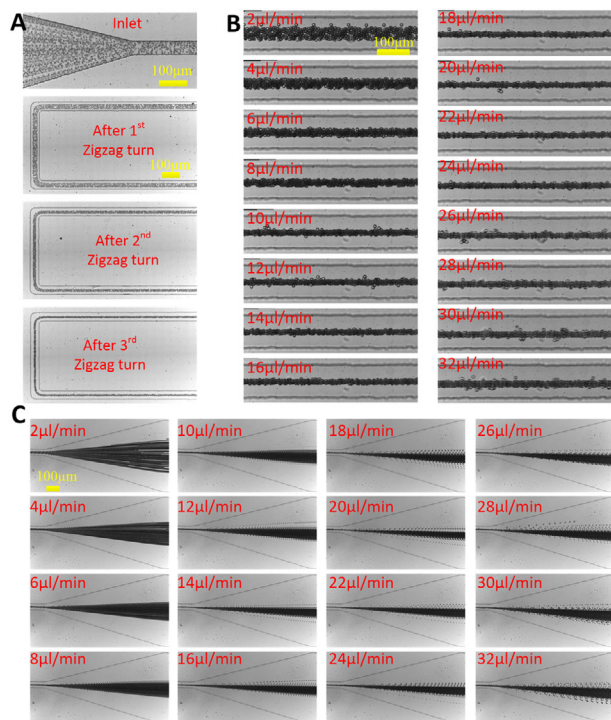 A
Inlet
100μm
After 1st
Zigzag turn
100μm
After 2nd
Zigzag turn
After 3rd
Zigzag turn
B
2μl/min
100μm
4μl/min
6μl/min
8μl/min
10μl/min
12μl/min
14μl/min
16μl/min
18μl/min
20μl/min
22μl/min
24μl/min
26μl/min
28μl/min
30μl/min
32μl/min
C
2μl/min
100μm
4μl/min
6μl/min
8μl/min
10μl/min
12μl/min
14μl/min
16μl/min
18μl/min
20μl/min
22μl/min
24μl/min
26μl/min
28μl/min
30μl/min
32μl/min